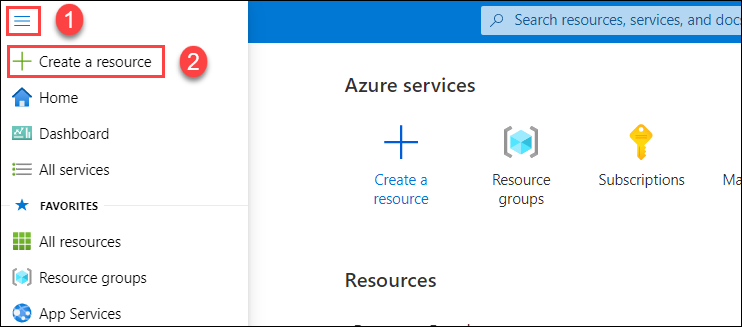 1
Search resources, services, and doc
Create a resource
2
Home
Dashboard
All services
FAVORITES
All resources
Resource groups
App Services
Azure services
Create a
resource
Resource
groups
Subscriptions
Ma
Resources